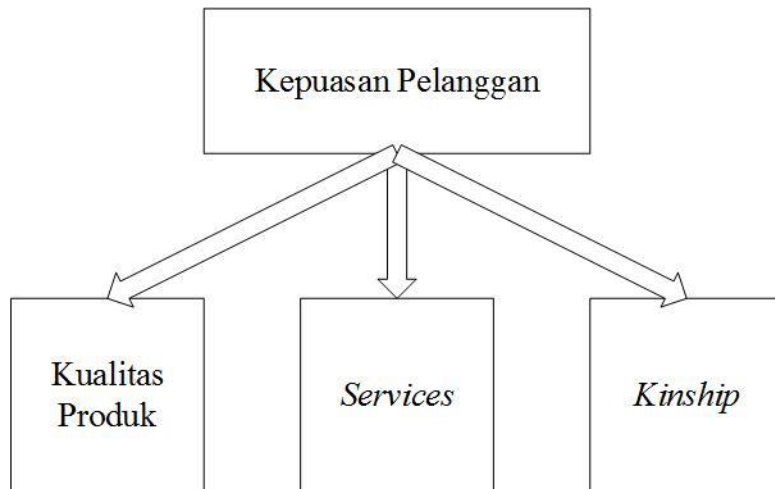 Kepuasan Pelanggan
Kualitas
Produk
Services
Kinship